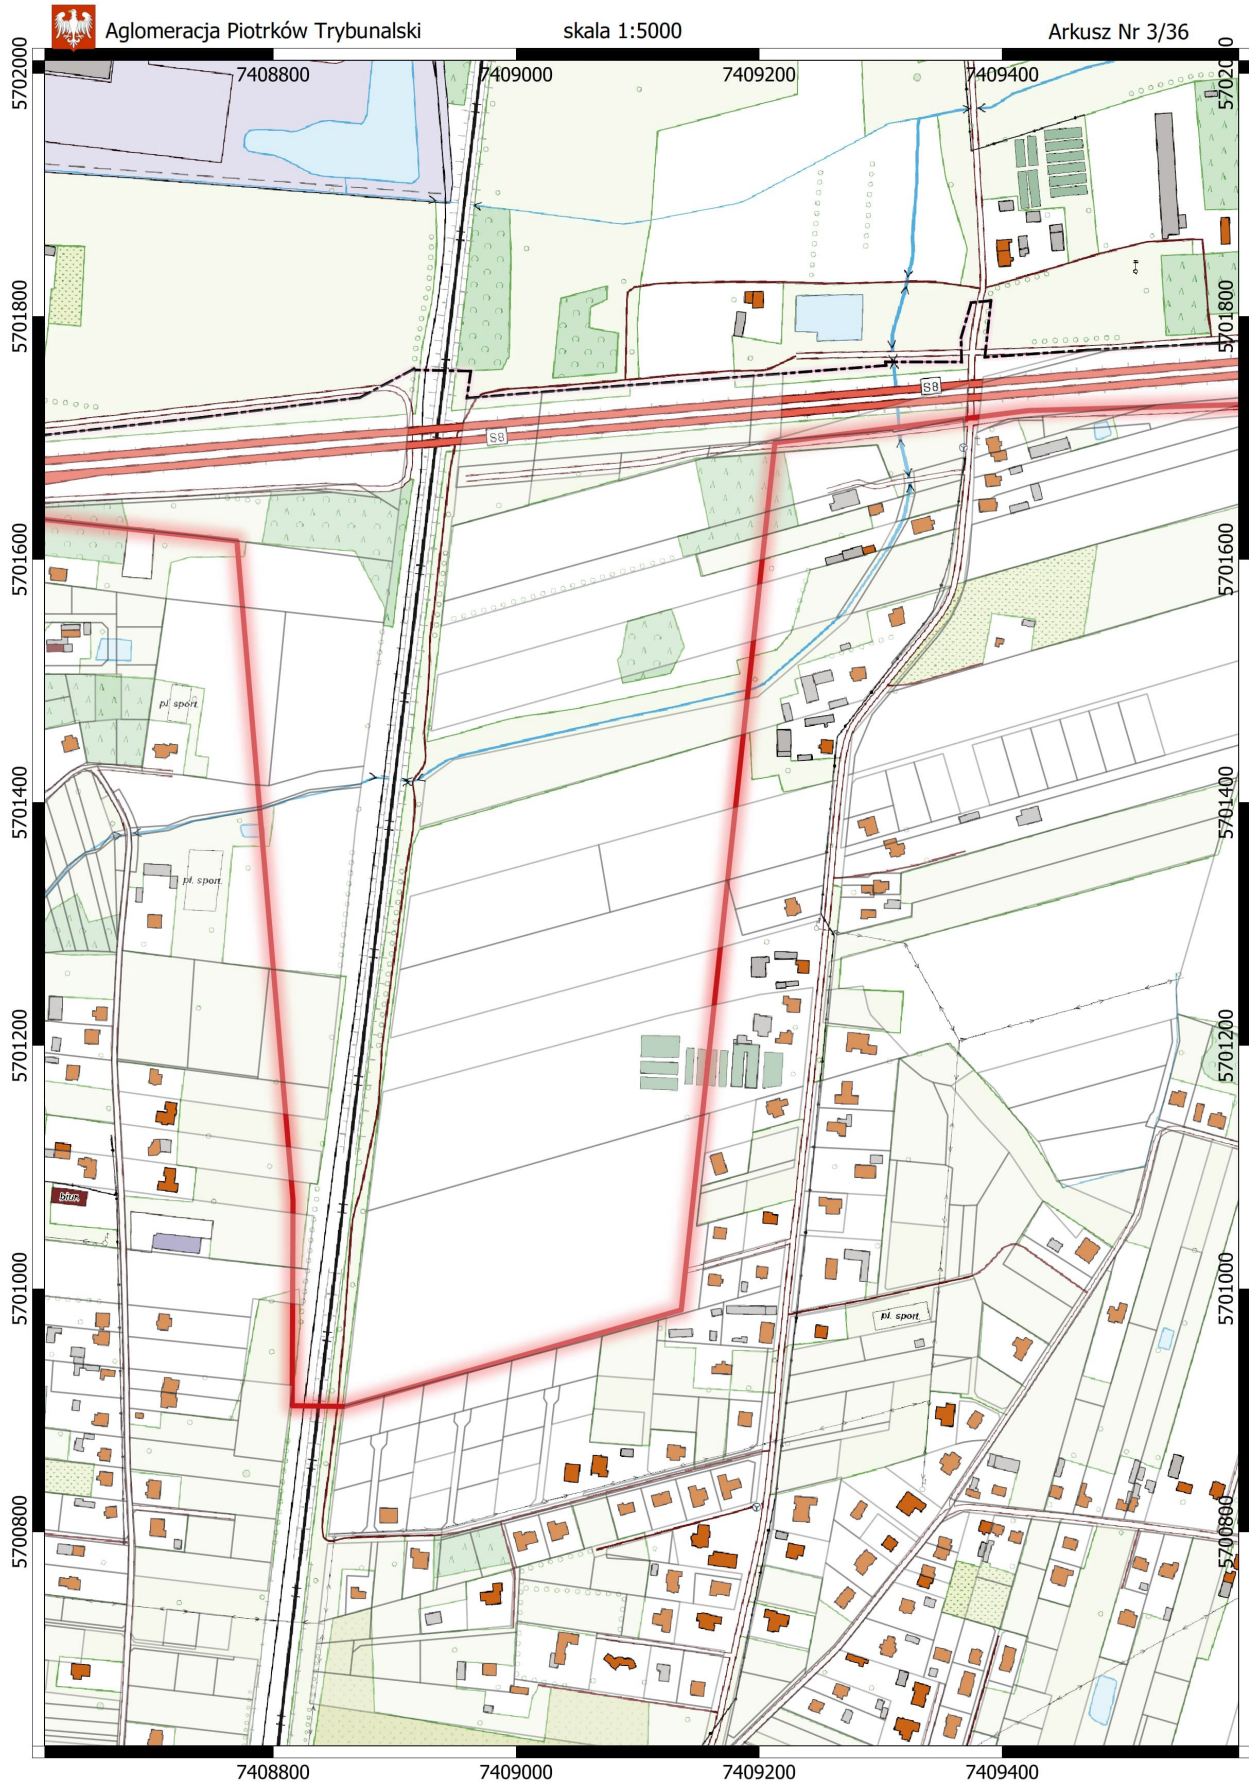 Aglomeracja Piotrków Trybunalski skala 1:5000 Arkusz Nr 3/36
7408800 7409000 7409200 7409400
5702000 5702000
5701800 5701800
S8
S8
5701600 5701600
pl. sport.
5701400 5701400
pl. sport.
5701200 5701200
biur.
5701000 5701000
pl. sport.
5700800 5700800
7408800 7409000 7409200 7409400